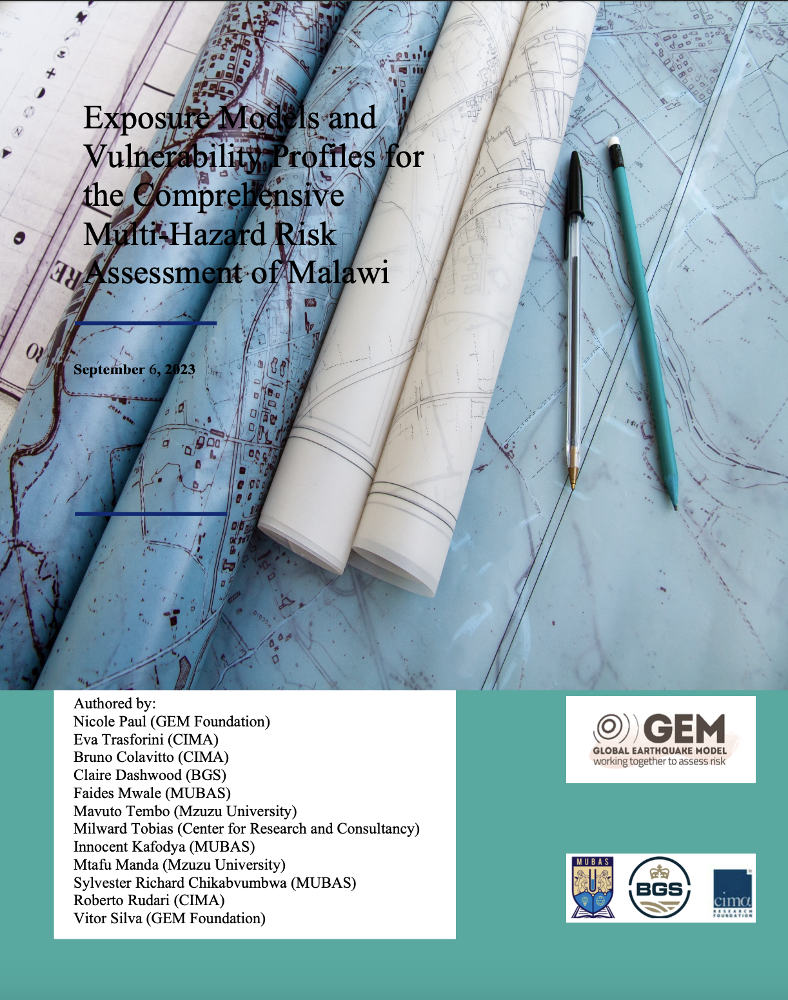 Exposure Models and
Vulnerability Profiles for
the Comprehensive
Multi-Hazard Risk
Assessment of Malawi
September 6, 2023
Authored by:
Nicole Paul (GEM Foundation)
Eva Trasforini (CIMA)
Bruno Colavitto (CIMA)
Claire Dashwood (BGS)
Faides Mwale (MUBAS)
Mavuto Tembo (Mzuzu University)
Milward Tobias (Center for Research and Consultancy)
Innocent Kafodya (MUBAS)
Mtafu Manda (Mzuzu University)
Sylvester Richard Chikabvumbwa (MUBAS)
Roberto Rudari (CIMA)
Vitor Silva (GEM Foundation)
GEM
GLOBAL EARTHQUAKE MODEL
working together to assess risk
MUBAS
BGS
cima
RESEARCH
FOUNDATION